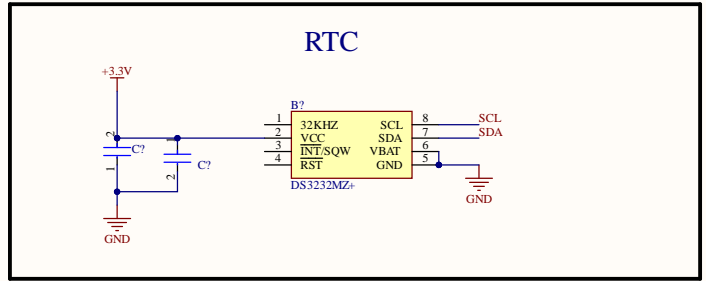 RTC
+3.3V
B?
1 32KHZ SCL 8 SCL
2 VCC SDA 7 SDA
3 INT/SQW VBAT 6
4 RST GND 5
DS3232MZ+
2 C? 1
1 C? 2
GND
GND